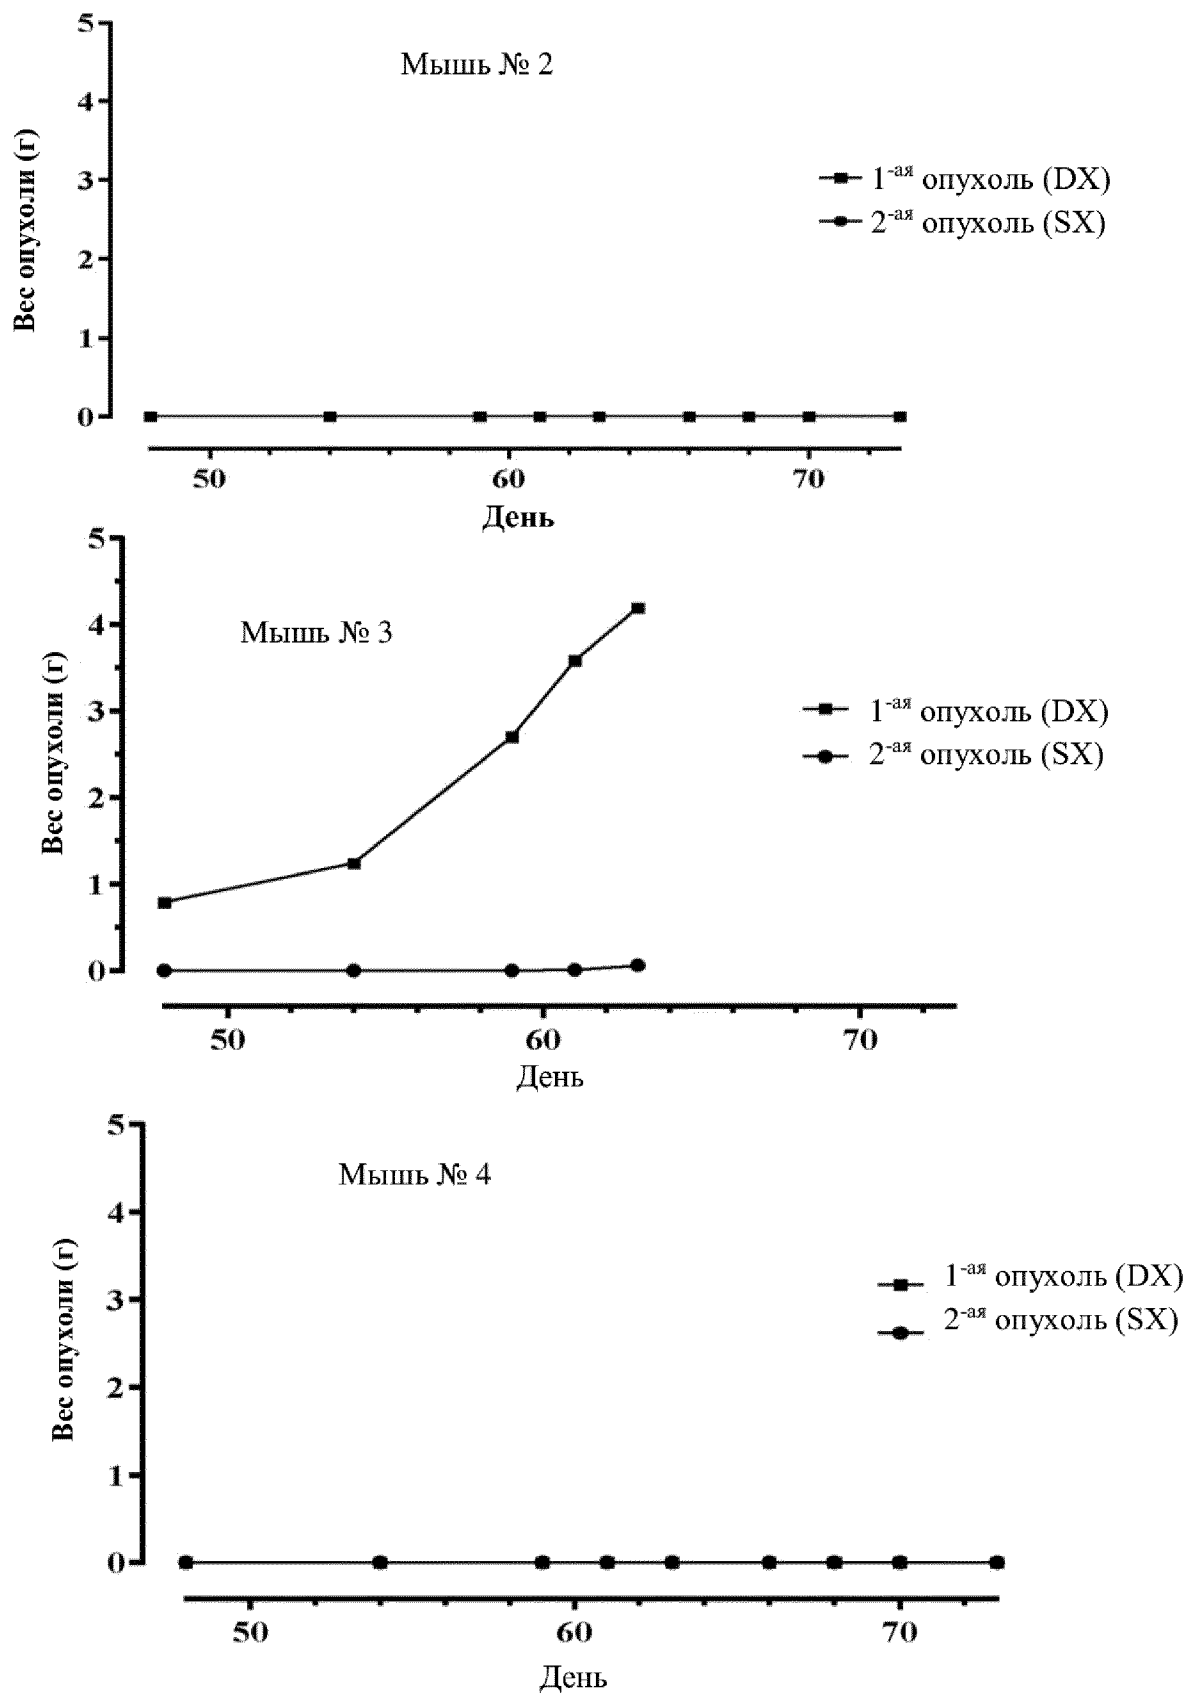 5
Мышь № 2
4
3
2
1
0
Вес опухоли (г)
1-ая опухоль (DX)
2-ая опухоль (SX)
50 60 70
День
5
Мышь № 3
4
3
2
1
0
Вес опухоли (г)
1-ая опухоль (DX)
2-ая опухоль (SX)
50 60 70
День
5
Мышь № 4
4
3
2
1
0
Вес опухоли (г)
1-ая опухоль (DX)
2-ая опухоль (SX)
50 60 70
День